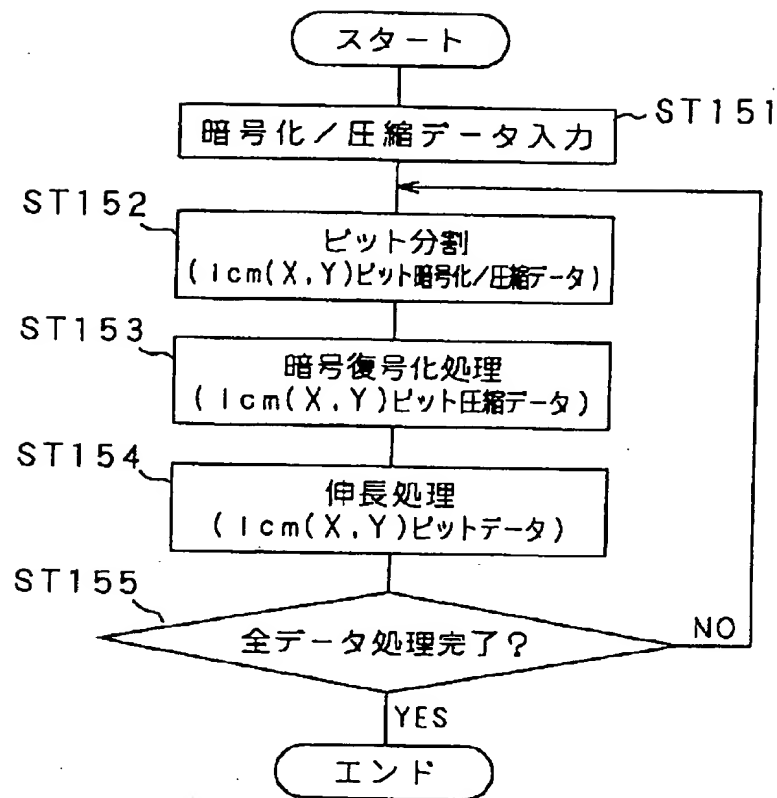 スタート
暗号化/圧縮データ入力
ST151
ST152
ビット分割
(lcm(X,Y)ビット暗号化/圧縮データ)
ST153
暗号復号化処理
(lcm(X,Y)ビット圧縮データ)
ST154
伸長処理
(lcm(X,Y)ビットデータ)
ST155
全データ処理完了?
NO
YES
エンド